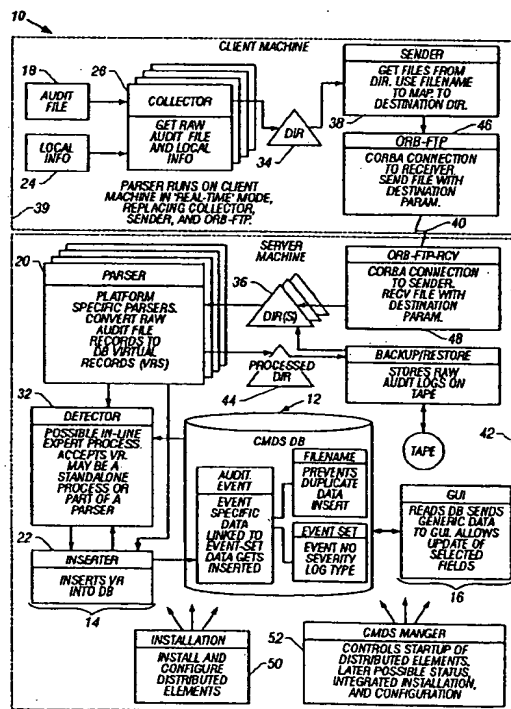 10
CLIENT MACHINE
18
AUDIT
FILE
LOCAL
INFO
24
26
COLLECTOR
GET RAW
AUDIT FILE
AND LOCAL
INFO
DIR
34
SENDER
GET FILES FROM
DIR. USE FILENAME
TO MAP. TO
DESTINATION DIR.
38
46
ORB-FTP
CORBA CONNECTION
TO RECEIVER,
SEND FILE WITH
DESTINATION
PARAM.
PARSER RUNS ON CLIENT
MACHINE IN 'REAL-TIME' MODE,
REPLACING COLLECTOR,
SENDER, AND ORB-FTP.
39
40
SERVER
MACHINE
20
PARSER
PLATFORM
SPECIFIC PARSERS.
CONVERT RAW
AUDIT FILE
RECORDS TO
DB VIRTUAL
RECORDS (VRS)
36
DIR(S)
ORB-FTP-RCV
CORBA CONNECTION
TO SENDER.
RECV FILE WITH
DESTINATION
PARAM.
48
PROCESSED
DIR
44
BACKUP/RESTORE
STORES RAW
AUDIT LOGS ON
TAPE
TAPE
42
32
DETECTOR
POSSIBLE IN-LINE
EXPERT PROCESS.
ACCEPTS VR.
MAY BE A
STANDALONE
PROCESS OR
PART OF A
PARSER
12
CMDS DB
AUDIT
EVENT
EVENT
SPECIFIC
DATA
LINKED TO
EVENT-SET
DATA GETS
INSERTED
FILENAME
PREVENTS
DUPLICATE
DATA
INSERT
EVENT SET
EVENT NO
SEVERITY
LOG TYPE
GUI
READS DB SENDS
GENERIC DATA
TO GUI. ALLOWS
UPDATE OF
SELECTED
FIELDS
16
22
INSERTER
INSERTS VR
INTO DB
14
INSTALLATION
INSTALL AND
CONFIGURE
DISTRIBUTED
ELEMENTS
50
52
CMDS MANGER
CONTROLS STARTUP OF
DISTRIBUTED ELEMENTS.
LATER POSSIBLE STATUS,
INTEGRATED INSTALLATION,
AND CONFIGURATION